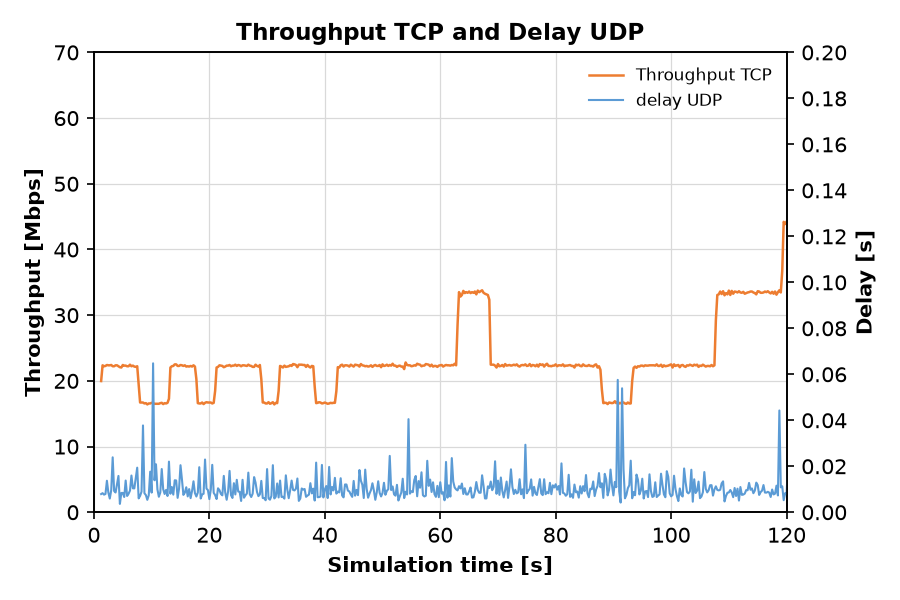 Throughput TCP and Delay UDP
Throughput TCP
delay UDP
70
60
50
40
30
20
10
0
Throughput [Mbps]
0.20
0.18
0.16
0.14
0.12
0.10
0.08
0.06
0.04
0.02
0.00
Delay [s]
0 20 40 60 80 100 120
Simulation time [s]